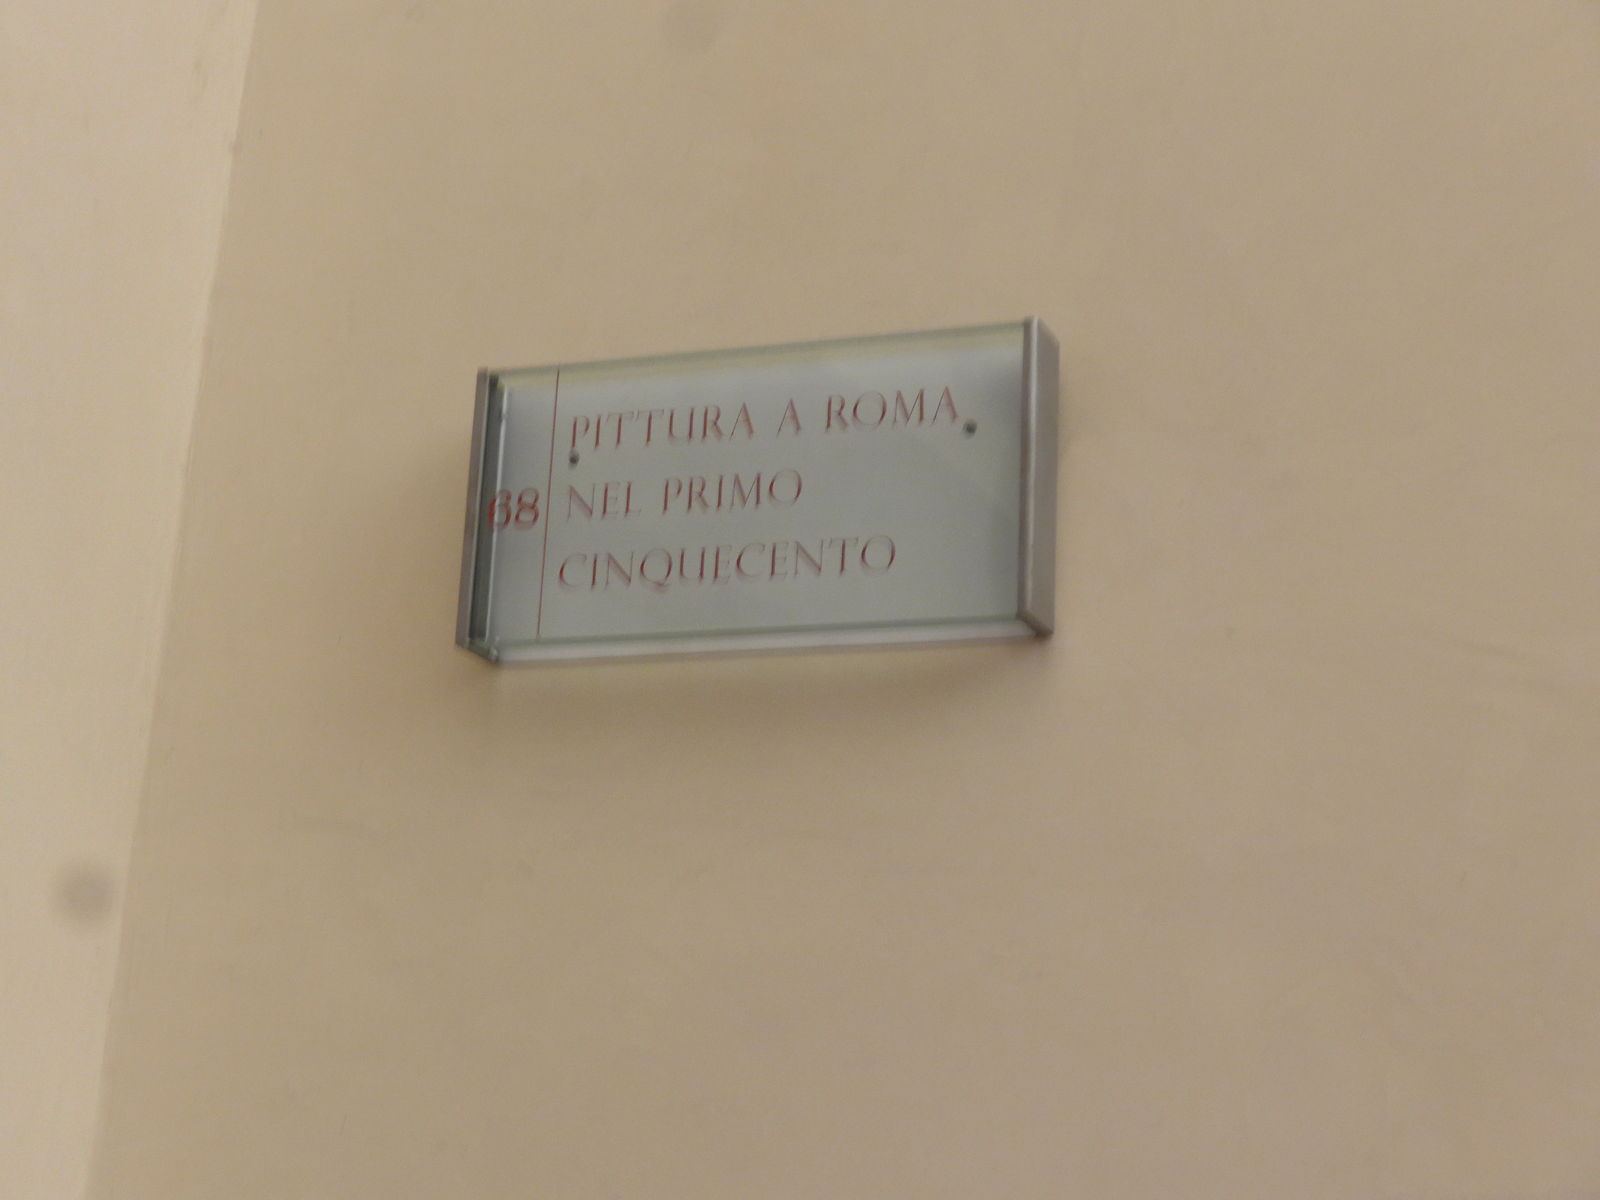 68
PITTURA A ROMA
NEL PRIMO
CINQUECENTO